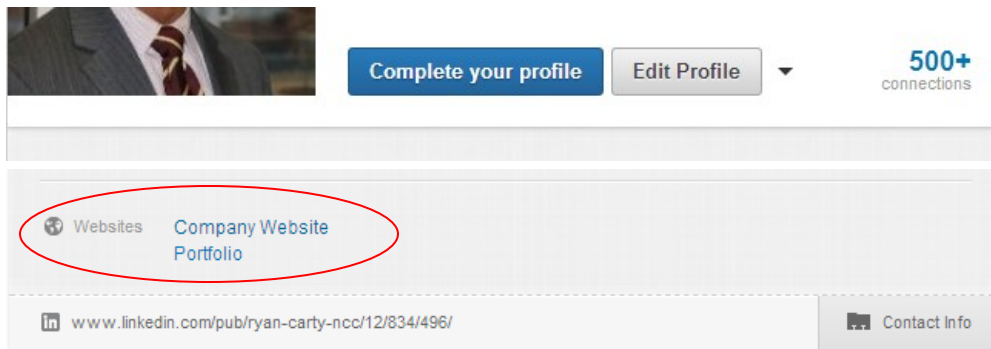 Complete your profile Edit Profile 500+
connections
Websites Company Website
Portfolio
in www.linkedin.com/pub/ryan-carty-ncc/12/834/496/ Contact Info